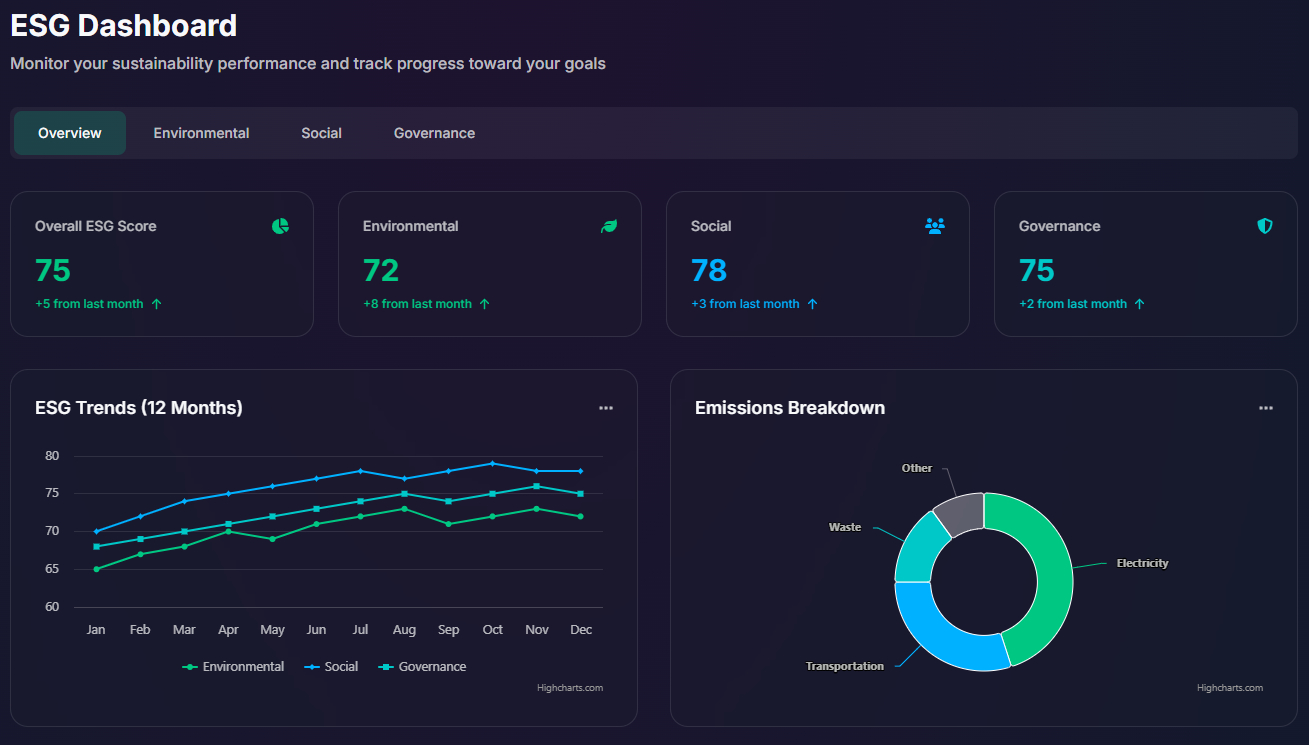 ESG Dashboard
Monitor your sustainability performance and track progress toward your goals
Overview Environmental Social Governance
Overall ESG Score
75
+5 from last month ↑
Environmental
72
+8 from last month ↑
Social
78
+3 from last month ↑
Governance
75
+2 from last month ↑
ESG Trends (12 Months)
80
75
70
65
60
Jan Feb Mar Apr May Jun Jul Aug Sep Oct Nov Dec
Environmental Social Governance
Highcharts.com
Emissions Breakdown
Other
Waste
Electricity
Transportation
Highcharts.com